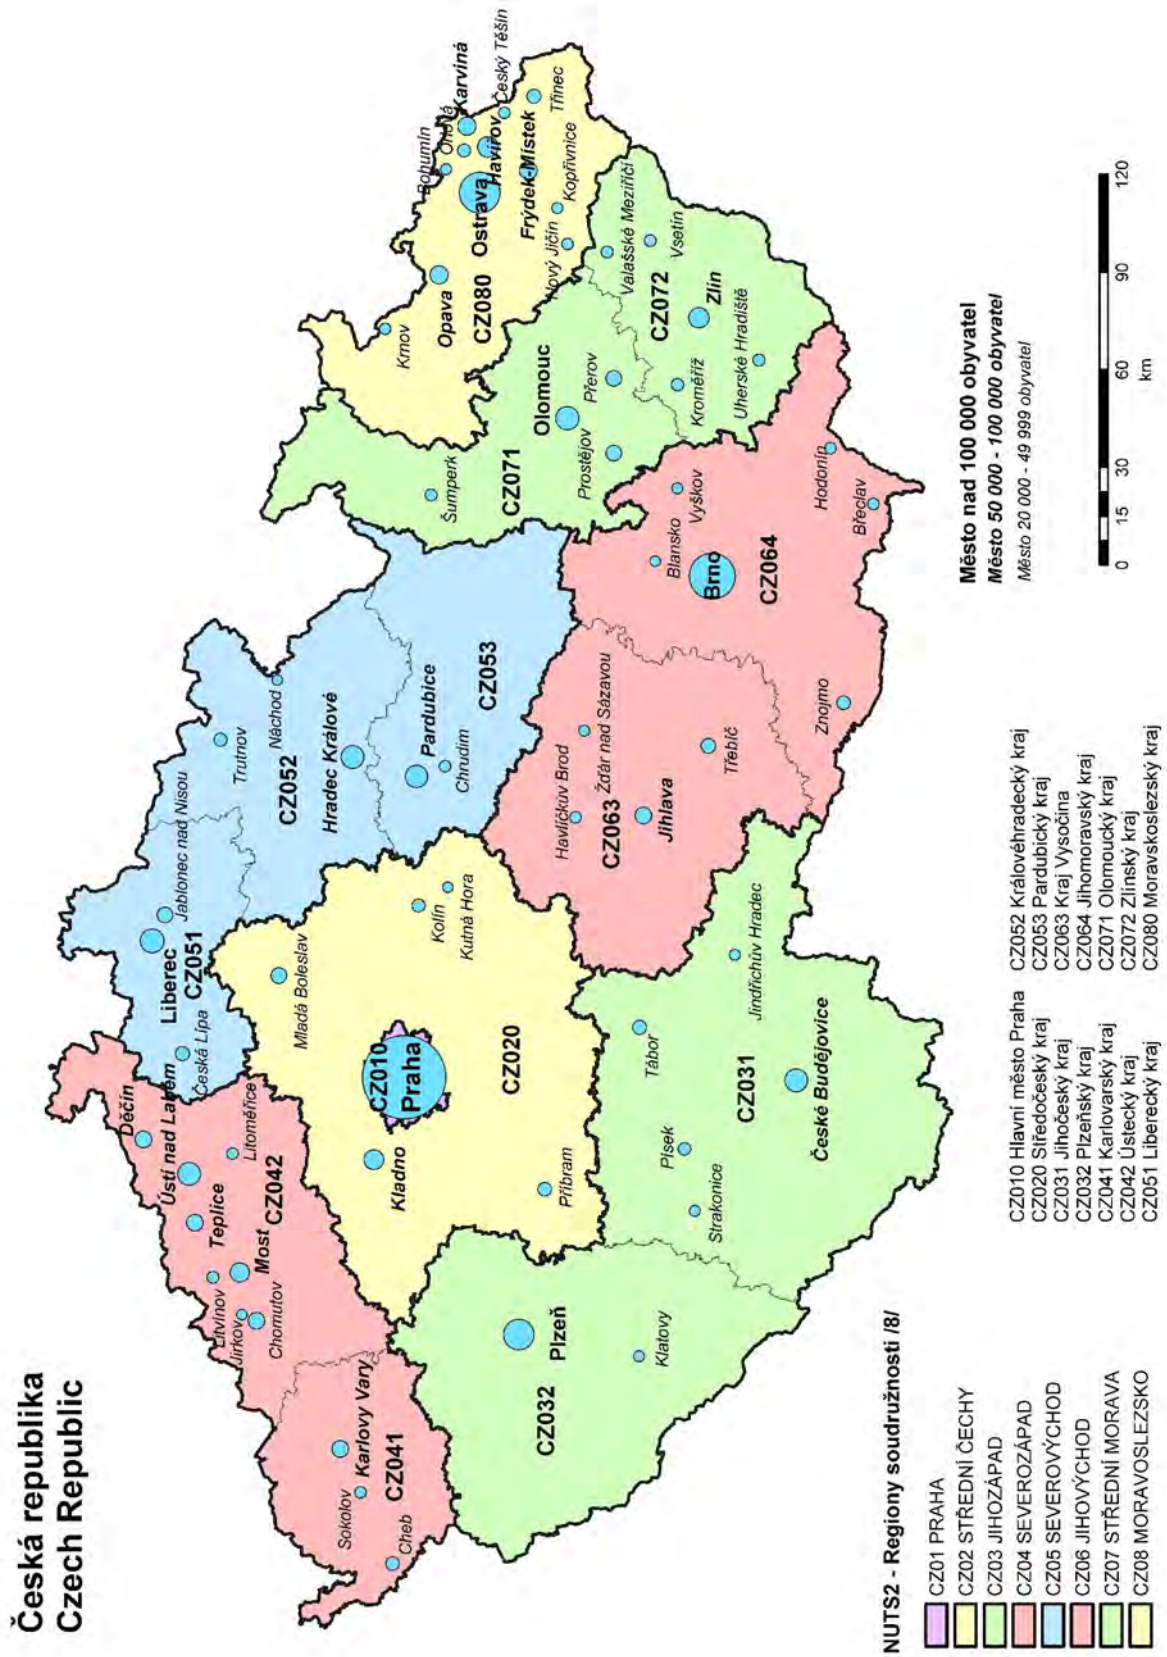 Česká republika
Czech Republic
Děčín
Ústí nad Labem
Teplice
Litvínov
Jirkov
Most
Chomutov
Litoměřice
CZ042
Sokolov
Karlovy Vary
Cheb
CZ041
Liberec
Jablonec nad Nisou
CZ051
Česká Lípa
Trutnov
Náchod
CZ052
Hradec Králové
Pardubice
Chrudim
CZ053
Mladá Boleslav
Kolín
Kutná Hora
CZ010
Praha
Kladno
CZ020
Příbram
CZ032
Plzeň
Klatovy
Tábor
Písek
Strakonice
CZ031
Jindřichův Hradec
České Budějovice
Havlíčkův Brod
Žďár nad Sázavou
CZ063
Jihlava
Třebíč
Znojmo
Blansko
Vyškov
Brno
CZ064
Hodonín
Břeclav
Šumperk
CZ071
Olomouc
Prostějov
Přerov
Krnov
Opava
CZ080
Bohumín
Orlová
Karviná
Ostrava
Havířov
Český Těšín
Třinec
Frýdek-Místek
Kopřivnice
Nový Jičín
Valašské Meziříčí
Vsetín
CZ072
Zlín
Kroměříž
Uherské Hradiště
NUTS2 - Regiony soudružnosti /8/
CZ01 PRAHA
CZ02 STŘEDNÍ ČECHY
CZ03 JIHOZÁPAD
CZ04 SEVEROZÁPAD
CZ05 SEVEROVÝCHOD
CZ06 JIHOVÝCHOD
CZ07 STŘEDNÍ MORAVA
CZ08 MORAVOSLEZSKO
CZ010 Hlavní město Praha
CZ020 Středočeský kraj
CZ031 Jihočeský kraj
CZ032 Plzeňský kraj
CZ041 Karlovarský kraj
CZ042 Ústecký kraj
CZ051 Liberecký kraj
CZ052 Královéhradecký kraj
CZ053 Pardubický kraj
CZ063 Kraj Vysočina
CZ064 Jihomoravský kraj
CZ071 Olomoucký kraj
CZ072 Zlínský kraj
CZ080 Moravskoslezský kraj
Město nad 100 000 obyvatel
Město 50 000 - 100 000 obyvatel
Město 20 000 - 49 999 obyvatel
0 15 30 60 90 120
km